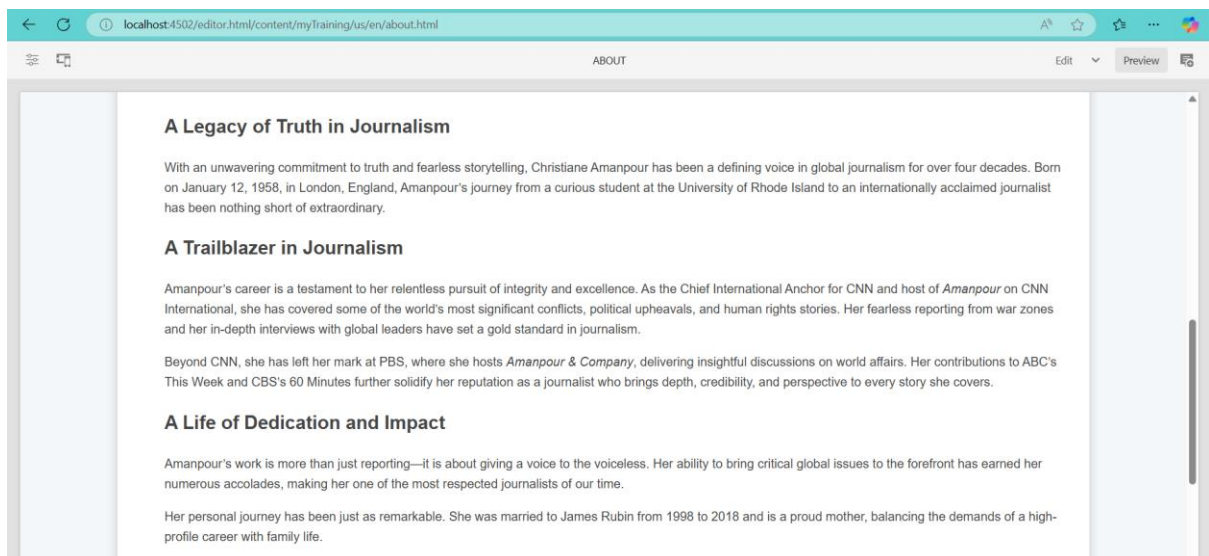 localhost:4502/editor.html/content/myTraining/us/en/about.html
ABOUT
Edit
Preview
A Legacy of Truth in Journalism
With an unwavering commitment to truth and fearless storytelling, Christiane Amanpour has been a defining voice in global journalism for over four decades. Born
on January 12, 1958, in London, England, Amanpour's journey from a curious student at the University of Rhode Island to an internationally acclaimed journalist
has been nothing short of extraordinary.
A Trailblazer in Journalism
Amanpour's career is a testament to her relentless pursuit of integrity and excellence. As the Chief International Anchor for CNN and host of Amanpour on CNN
International, she has covered some of the world's most significant conflicts, political upheavals, and human rights stories. Her fearless reporting from war zones
and her in-depth interviews with global leaders have set a gold standard in journalism.
Beyond CNN, she has left her mark at PBS, where she hosts Amanpour & Company, delivering insightful discussions on world affairs. Her contributions to ABC's
This Week and CBS's 60 Minutes further solidify her reputation as a journalist who brings depth, credibility, and perspective to every story she covers.
A Life of Dedication and Impact
Amanpour's work is more than just reporting—it is about giving a voice to the voiceless. Her ability to bring critical global issues to the forefront has earned her
numerous accolades, making her one of the most respected journalists of our time.
Her personal journey has been just as remarkable. She was married to James Rubin from 1998 to 2018 and is a proud mother, balancing the demands of a high-
profile career with family life.